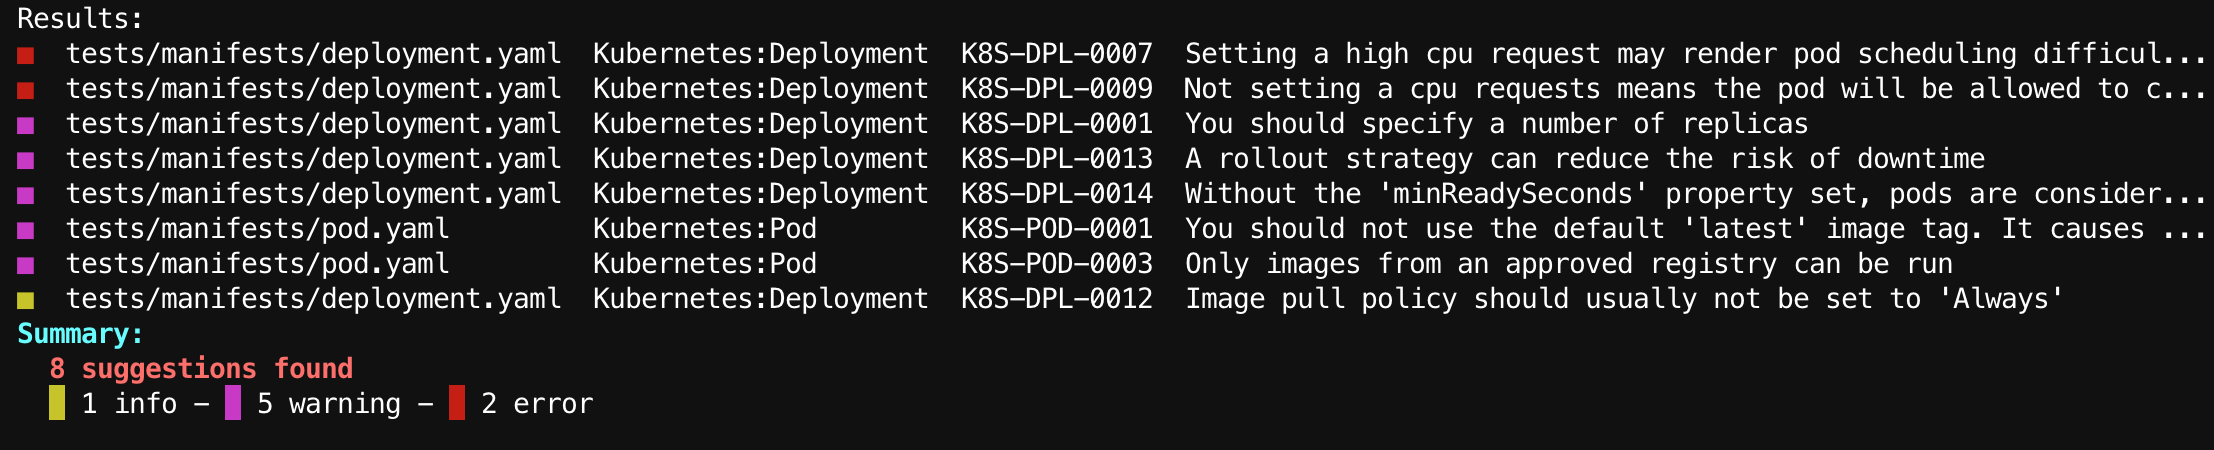 Results:
tests/manifests/deployment.yaml  Kubernetes:Deployment  K8S-DPL-0007  Setting a high cpu request may render pod scheduling difficul...
tests/manifests/deployment.yaml  Kubernetes:Deployment  K8S-DPL-0009  Not setting a cpu requests means the pod will be allowed to c...
tests/manifests/deployment.yaml  Kubernetes:Deployment  K8S-DPL-0001  You should specify a number of replicas
tests/manifests/deployment.yaml  Kubernetes:Deployment  K8S-DPL-0013  A rollout strategy can reduce the risk of downtime
tests/manifests/deployment.yaml  Kubernetes:Deployment  K8S-DPL-0014  Without the 'minReadySeconds' property set, pods are consider...
tests/manifests/pod.yaml  Kubernetes:Pod  K8S-POD-0001  You should not use the default 'latest' image tag. It causes ...
tests/manifests/pod.yaml  Kubernetes:Pod  K8S-POD-0003  Only images from an approved registry can be run
tests/manifests/deployment.yaml  Kubernetes:Deployment  K8S-DPL-0012  Image pull policy should usually not be set to 'Always'
Summary:
8 suggestions found
1 info - 5 warning - 2 error